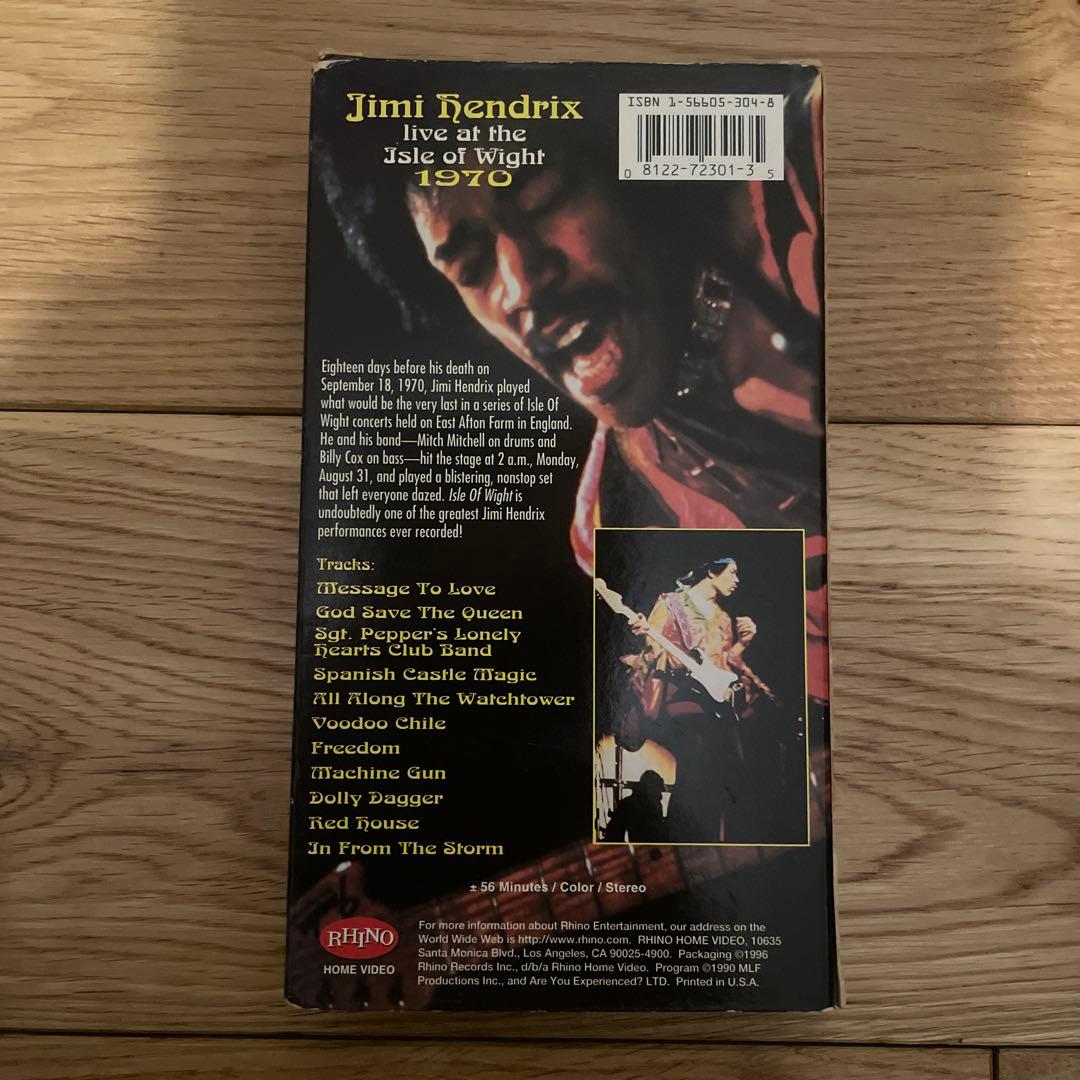 Jimi Hendrix
live at the
Isle of Wight
1970
ISBN 1-56605-304-8
0 8122-72301-3 5
Eighteen days before his death on
September 18, 1970, Jimi Hendrix played
what would be the very last in a series of Isle Of
Wight concerts held on East Afton Farm in England.
He and his band—Mitch Mitchell on drums and
Billy Cox on bass—hit the stage at 2 a.m., Monday,
August 31, and played a blistering, nonstop set
that left everyone dazed. Isle Of Wight is
undoubtedly one of the greatest Jimi Hendrix
performances ever recorded!
Tracks:
Message To Love
God Save The Queen
Sgt. Pepper's Lonely
Hearts Club Band
Spanish Castle Magic
All Along The Watchtower
Voodoo Chile
Freedom
Machine Gun
Dolly Dagger
Red House
In From The Storm
± 56 Minutes / Color / Stereo
RHINO
HOME VIDEO
For more information about Rhino Entertainment, our address on the
World Wide Web is http://www.rhino.com. RHINO HOME VIDEO, 10635
Santa Monica Blvd., Los Angeles, CA 90025-4900. Packaging ©1996
Rhino Records Inc., d/b/a Rhino Home Video. Program ©1990 MLF
Productions Inc., and Are You Experienced? LTD. Printed in U.S.A.